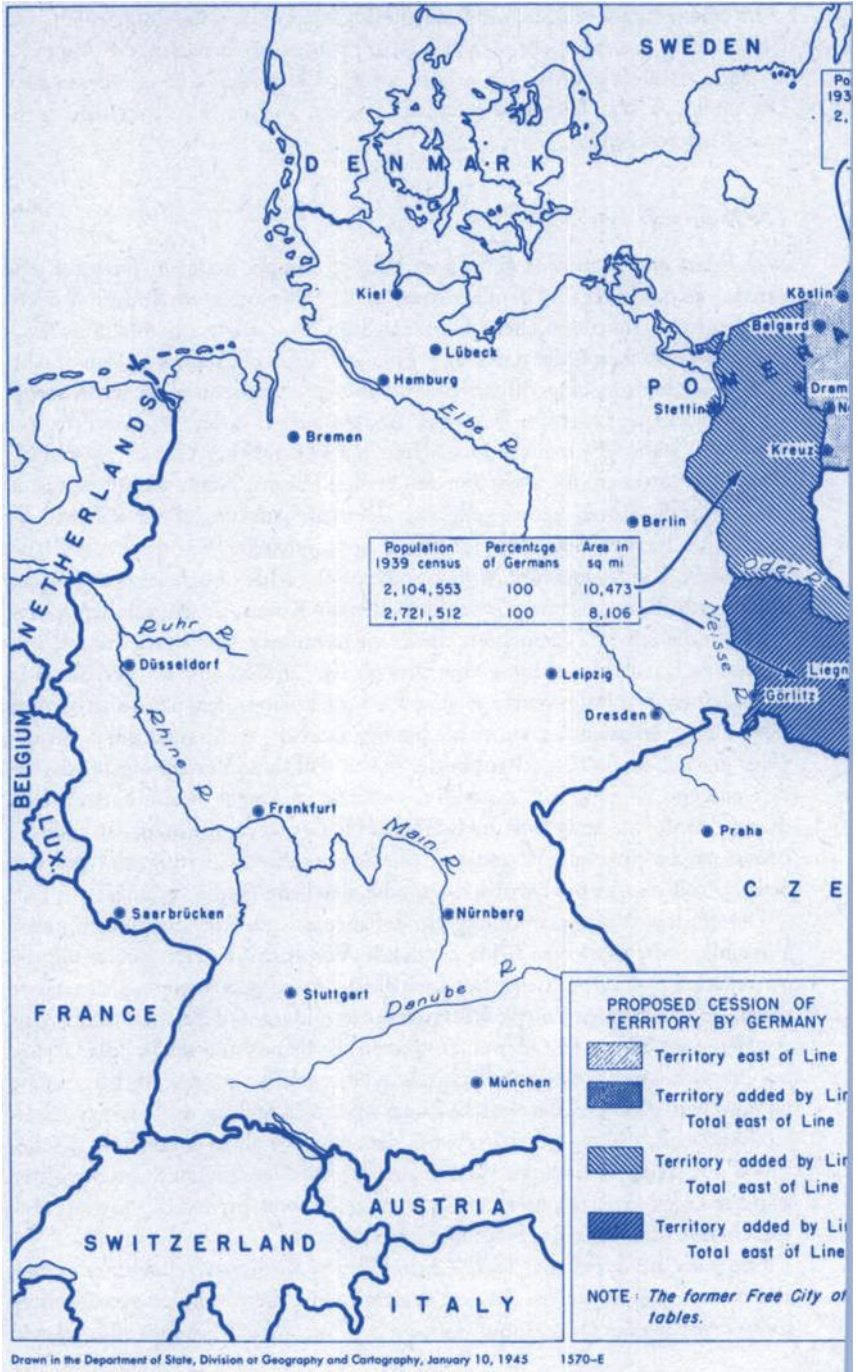 SWEDEN
Po
193
2,
DENMARK
Kiel
Köslin
Belgard
Lübeck
POMERA
Hamburg
Dram
Stettin
N
Elbe R.
Bremen
Kreuz
NETHERLANDS
Berlin
Population
1939 census
Percentage
of Germans
Area in
sq mi
2,104,553 100 10,473
2,721,512 100 8,106
Oder R.
Neisse R.
Ruhr R.
Düsseldorf
Leipzig
Liegn
Görlitz
Dresden
Rhine R.
BELGIUM
LUX.
Frankfurt
Main R.
Praha
CZE
Saarbrücken
Nürnberg
Stuttgart
Danube R.
FRANCE
München
PROPOSED CESSION OF
TERRITORY BY GERMANY
Territory east of Line
Territory added by Lin
Total east of Line
Territory added by Lin
Total east of Line
Territory added by Lin
Total east of Line
NOTE: The former Free City of
tables.
AUSTRIA
SWITZERLAND
ITALY
Drawn in the Department of State, Division of Geography and Cartography, January 10, 1945 1570-E